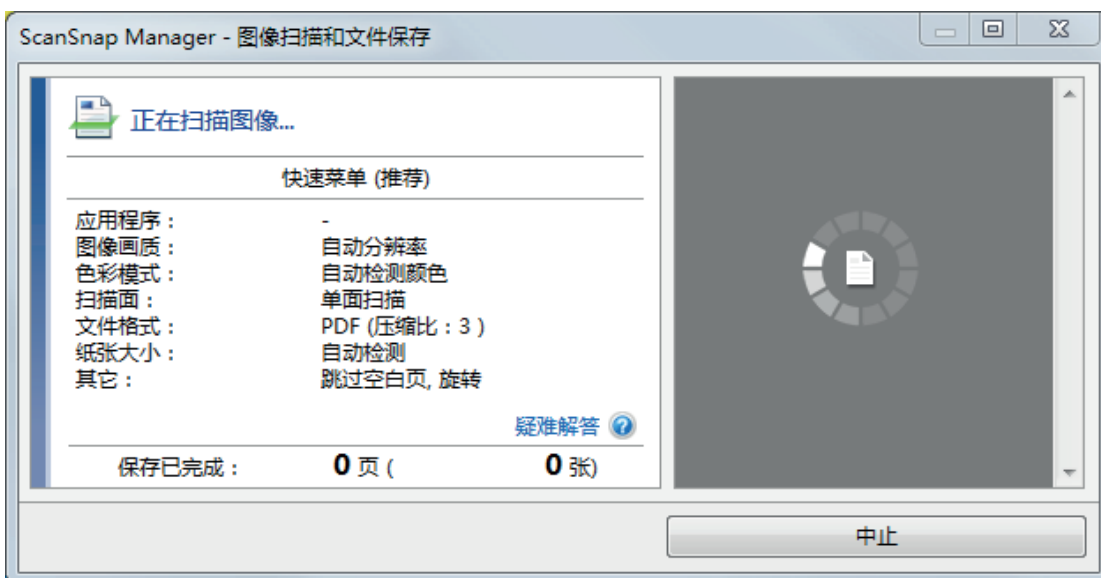 ScanSnap Manager - 图像扫描和文件保存
正在扫描图像...
快速菜单 (推荐)
应用程序： -
图像画质： 自动分辨率
色彩模式： 自动检测颜色
扫描面： 单面扫描
文件格式： PDF (压缩比：3 )
纸张大小： 自动检测
其它： 跳过空白页, 旋转
疑难解答
保存已完成： 0 页 ( 0 张)
中止